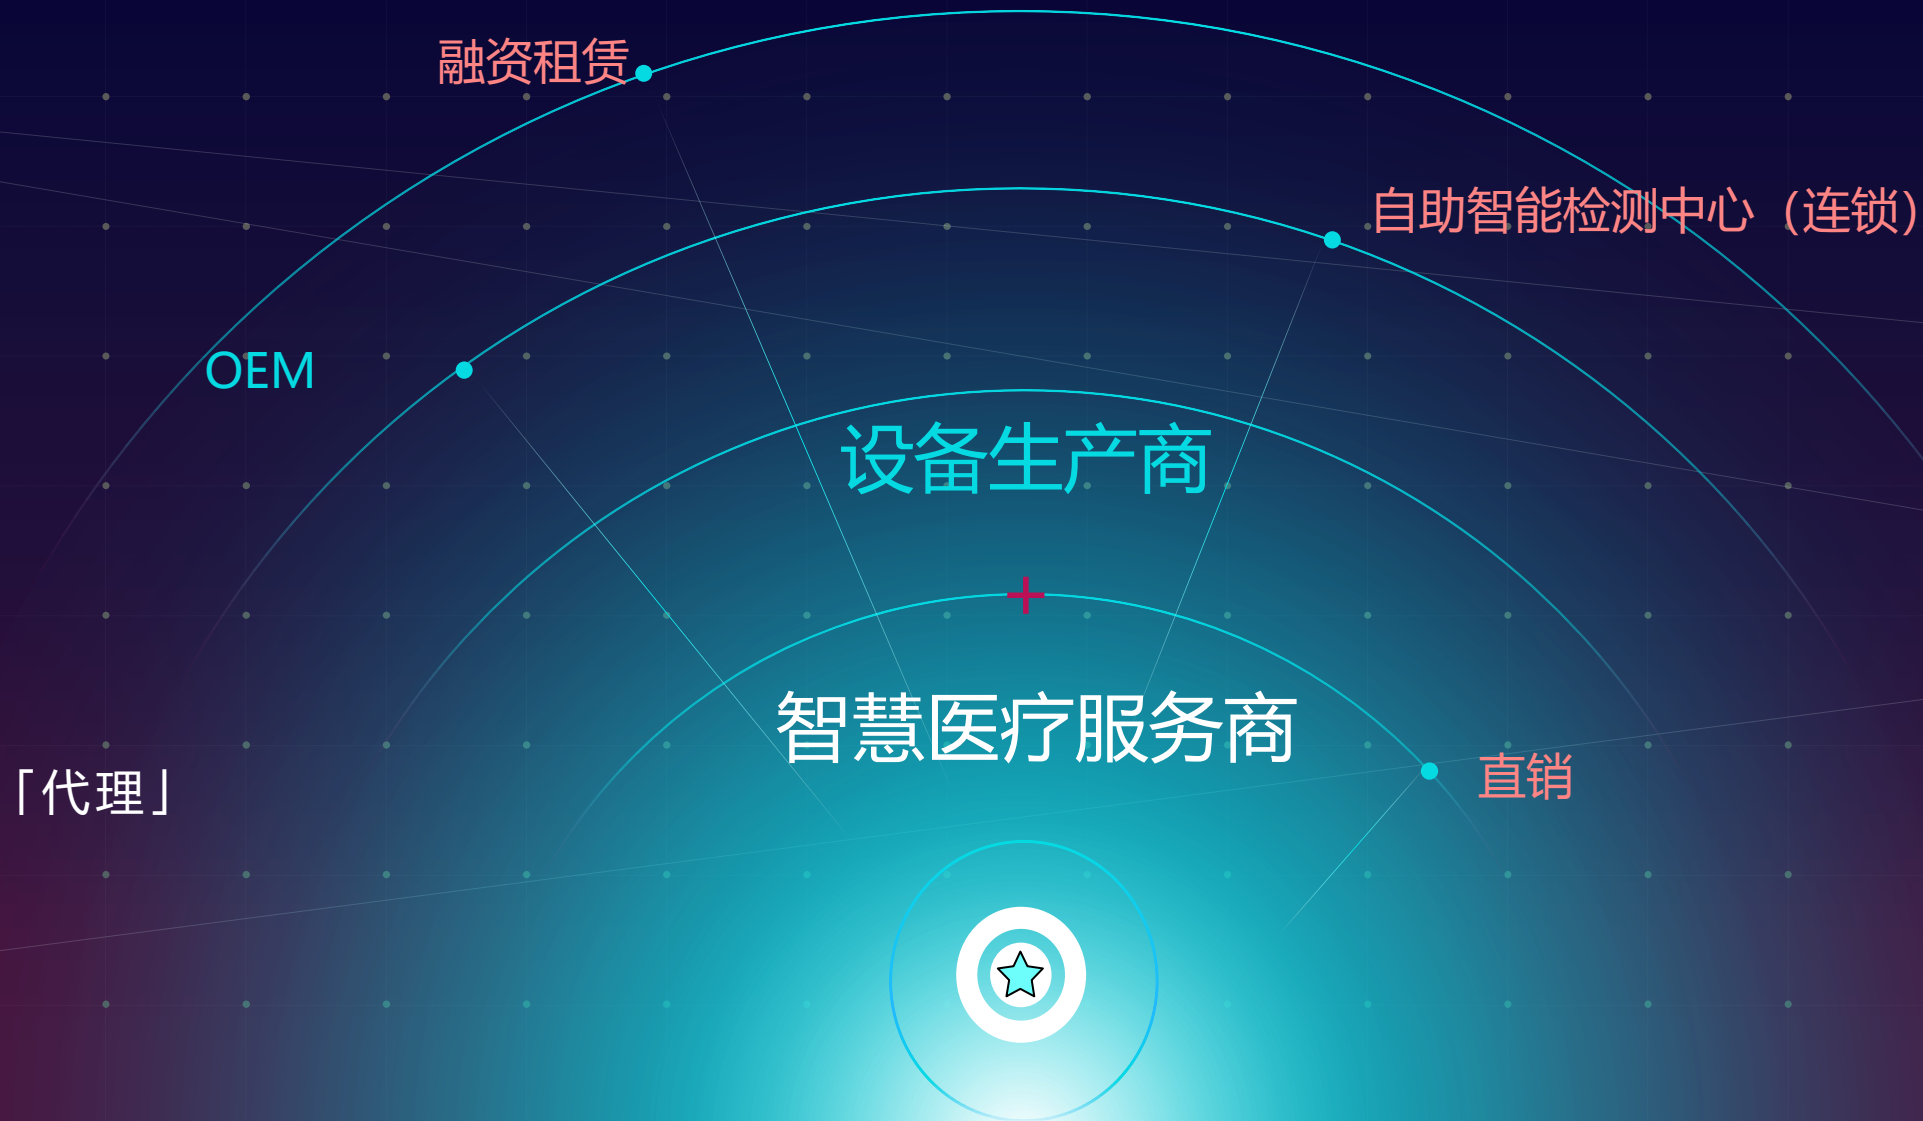 融资租赁
自助智能检测中心（连锁）
OEM
设备生产商
+
智慧医疗服务商
直销
「代理」